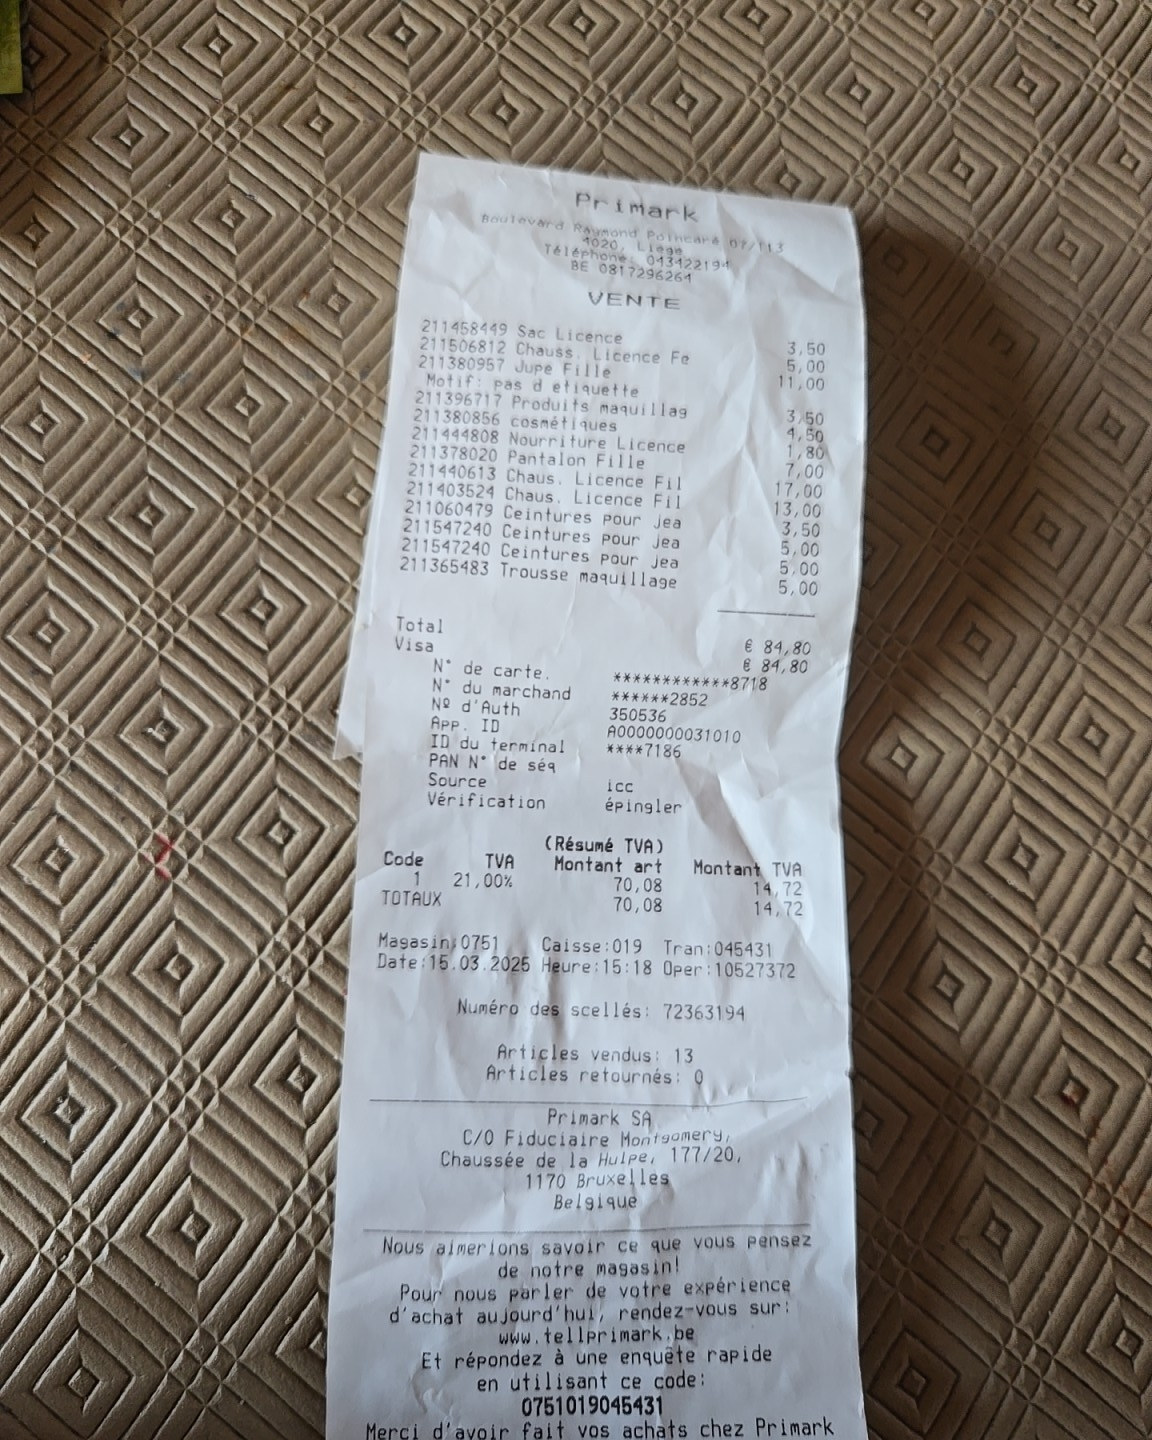 Primark
Boulevard Raymond Poincaré 07/113
4020, Liège
Téléphone: 043422194
BE 0817296264
VENTE
211458449 Sac Licence 3,50
211506812 Chauss. Licence Fe 5,00
211380957 Jupe Fille 11,00
Motif: pas d etiquette
211396717 Produits maquillag 3,50
211380856 cosmétiques 4,50
211444808 Nourriture Licence 1,80
211378020 Pantalon Fille 7,00
211440613 Chaus. Licence Fil 17,00
211403524 Chaus. Licence Fil 13,00
211060479 Ceintures pour jea 3,50
211547240 Ceintures pour jea 5,00
211547240 Ceintures pour jea 5,00
211365483 Trousse maquillage 5,00
Total € 84,80
Visa € 84,80
N° de carte. ************8718
N° du marchand ******2852
Nº d'Auth 350536
App. ID A0000000031010
ID du terminal ****7186
PAN N° de séq
Source icc
Vérification épingler
(Résumé TVA)
Code TVA Montant art Montant TVA
1 21,00% 70,08 14,72
TOTAUX 70,08 14,72
Magasin:0751 Caisse:019 Tran:045431
Date:15.03.2025 Heure:15:18 Oper:10527372
Numéro des scellés: 72363194
Articles vendus: 13
Articles retournés: 0
Primark SA
C/O Fiduciaire Montgomery,
Chaussée de la Hulpe, 177/20,
1170 Bruxelles
Belgique
Nous aimerions savoir ce que vous pensez
de notre magasin!
Pour nous parler de votre expérience
d'achat aujourd'hui, rendez-vous sur:
www.tellprimark.be
Et répondez à une enquête rapide
en utilisant ce code:
0751019045431
Merci d'avoir fait vos achats chez Primark